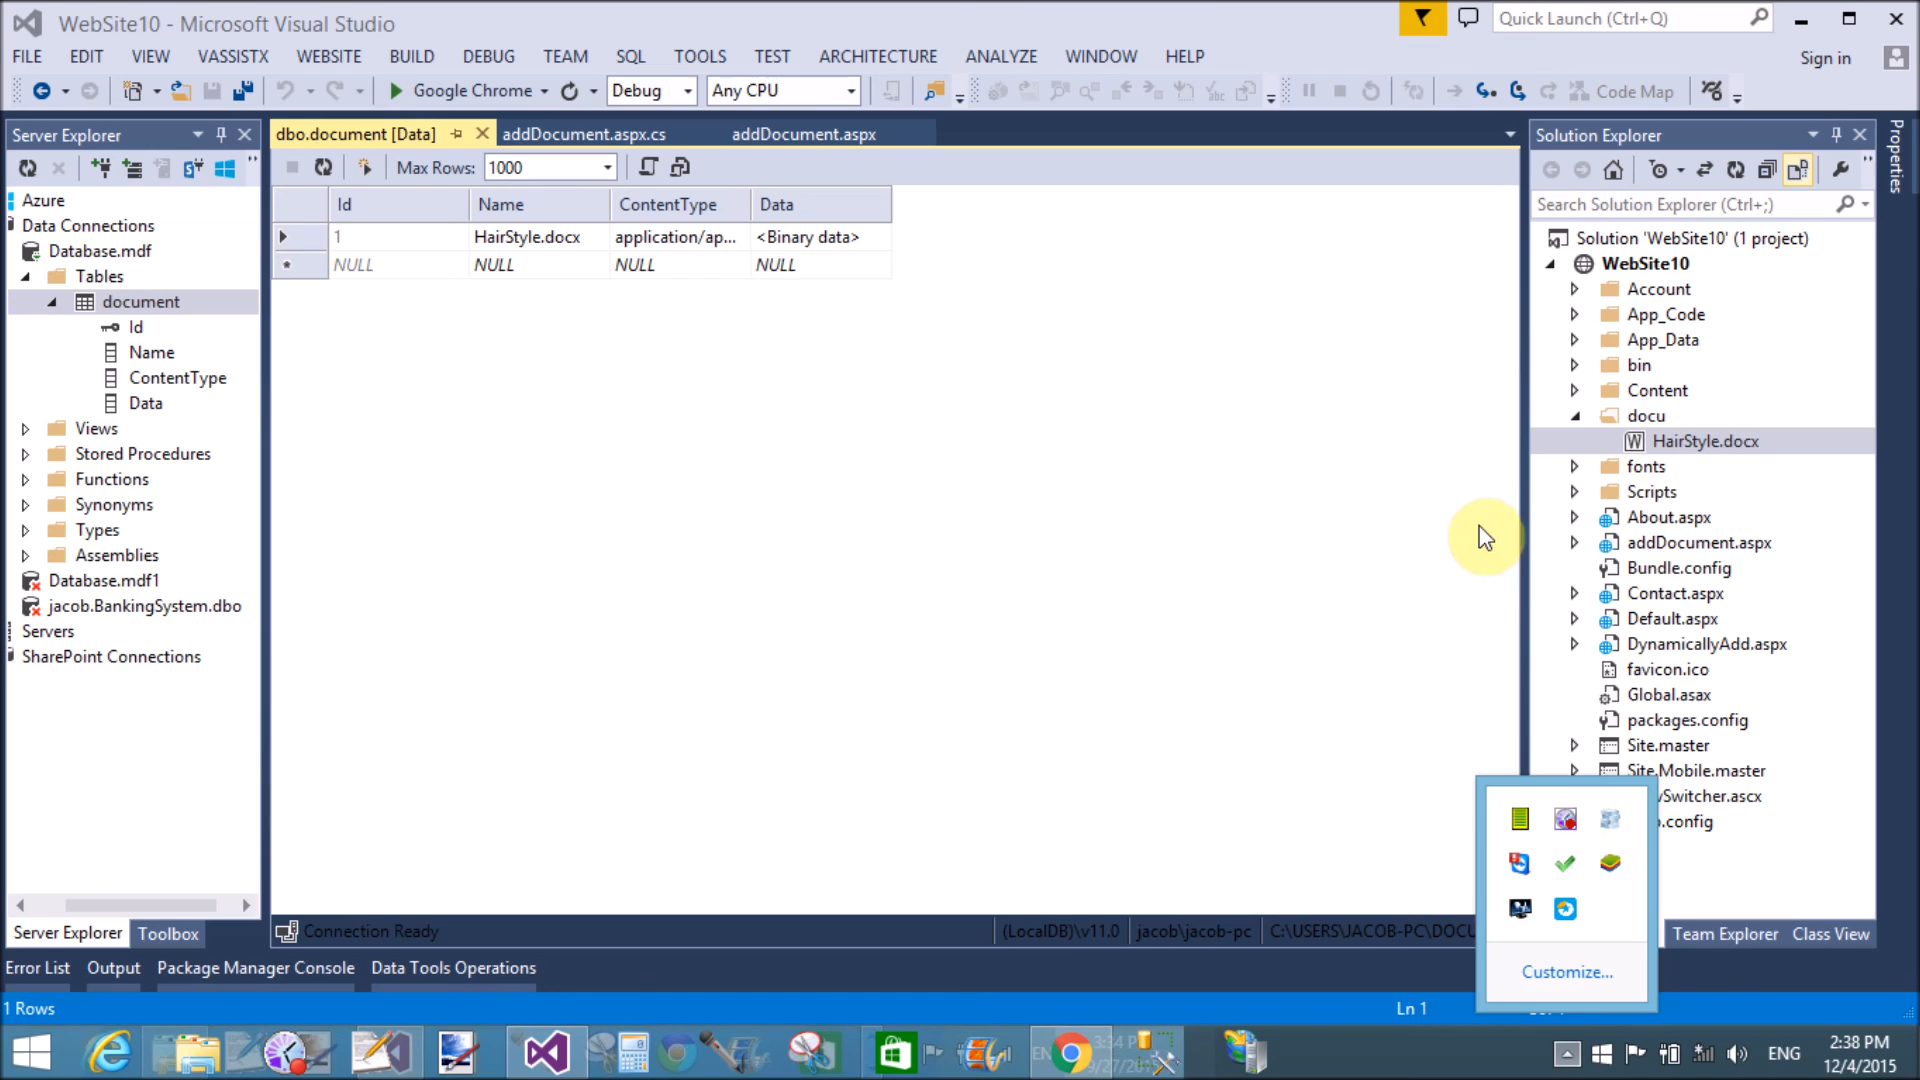 WebSite10 - Microsoft Visual Studio
Quick Launch (Ctrl+Q)
FILE EDIT VIEW VASSISTX WEBSITE BUILD DEBUG TEAM SQL TOOLS TEST ARCHITECTURE ANALYZE WINDOW HELP
Sign in
Google Chrome Debug Any CPU Code Map
Server Explorer
Azure
Data Connections
Database.mdf
Tables
document
Id
Name
ContentType
Data
Views
Stored Procedures
Functions
Synonyms
Types
Assemblies
Database.mdf1
jacob.BankingSystem.dbo
Servers
SharePoint Connections
Server Explorer Toolbox
dbo.document [Data] addDocument.aspx.cs addDocument.aspx
Max Rows: 1000
Id Name ContentType Data
1 HairStyle.docx application/ap... <Binary data>
NULL NULL NULL NULL
Connection Ready (LocalDB)\v11.0 jacob\jacob-pc C:\USERS\JACOB-PC\DOCU
Solution Explorer
Search Solution Explorer (Ctrl+;)
Solution 'WebSite10' (1 project)
WebSite10
Account
App_Code
App_Data
bin
Content
docu
HairStyle.docx
fonts
Scripts
About.aspx
addDocument.aspx
Bundle.config
Contact.aspx
Default.aspx
DynamicallyAdd.aspx
favicon.ico
Global.asax
packages.config
Site.master
Site.Mobile.master
Switcher.ascx
.config
Team Explorer Class View
Properties
Customize...
Error List Output Package Manager Console Data Tools Operations
1 Rows Ln 1
ENG
2:38 PM
12/4/2015